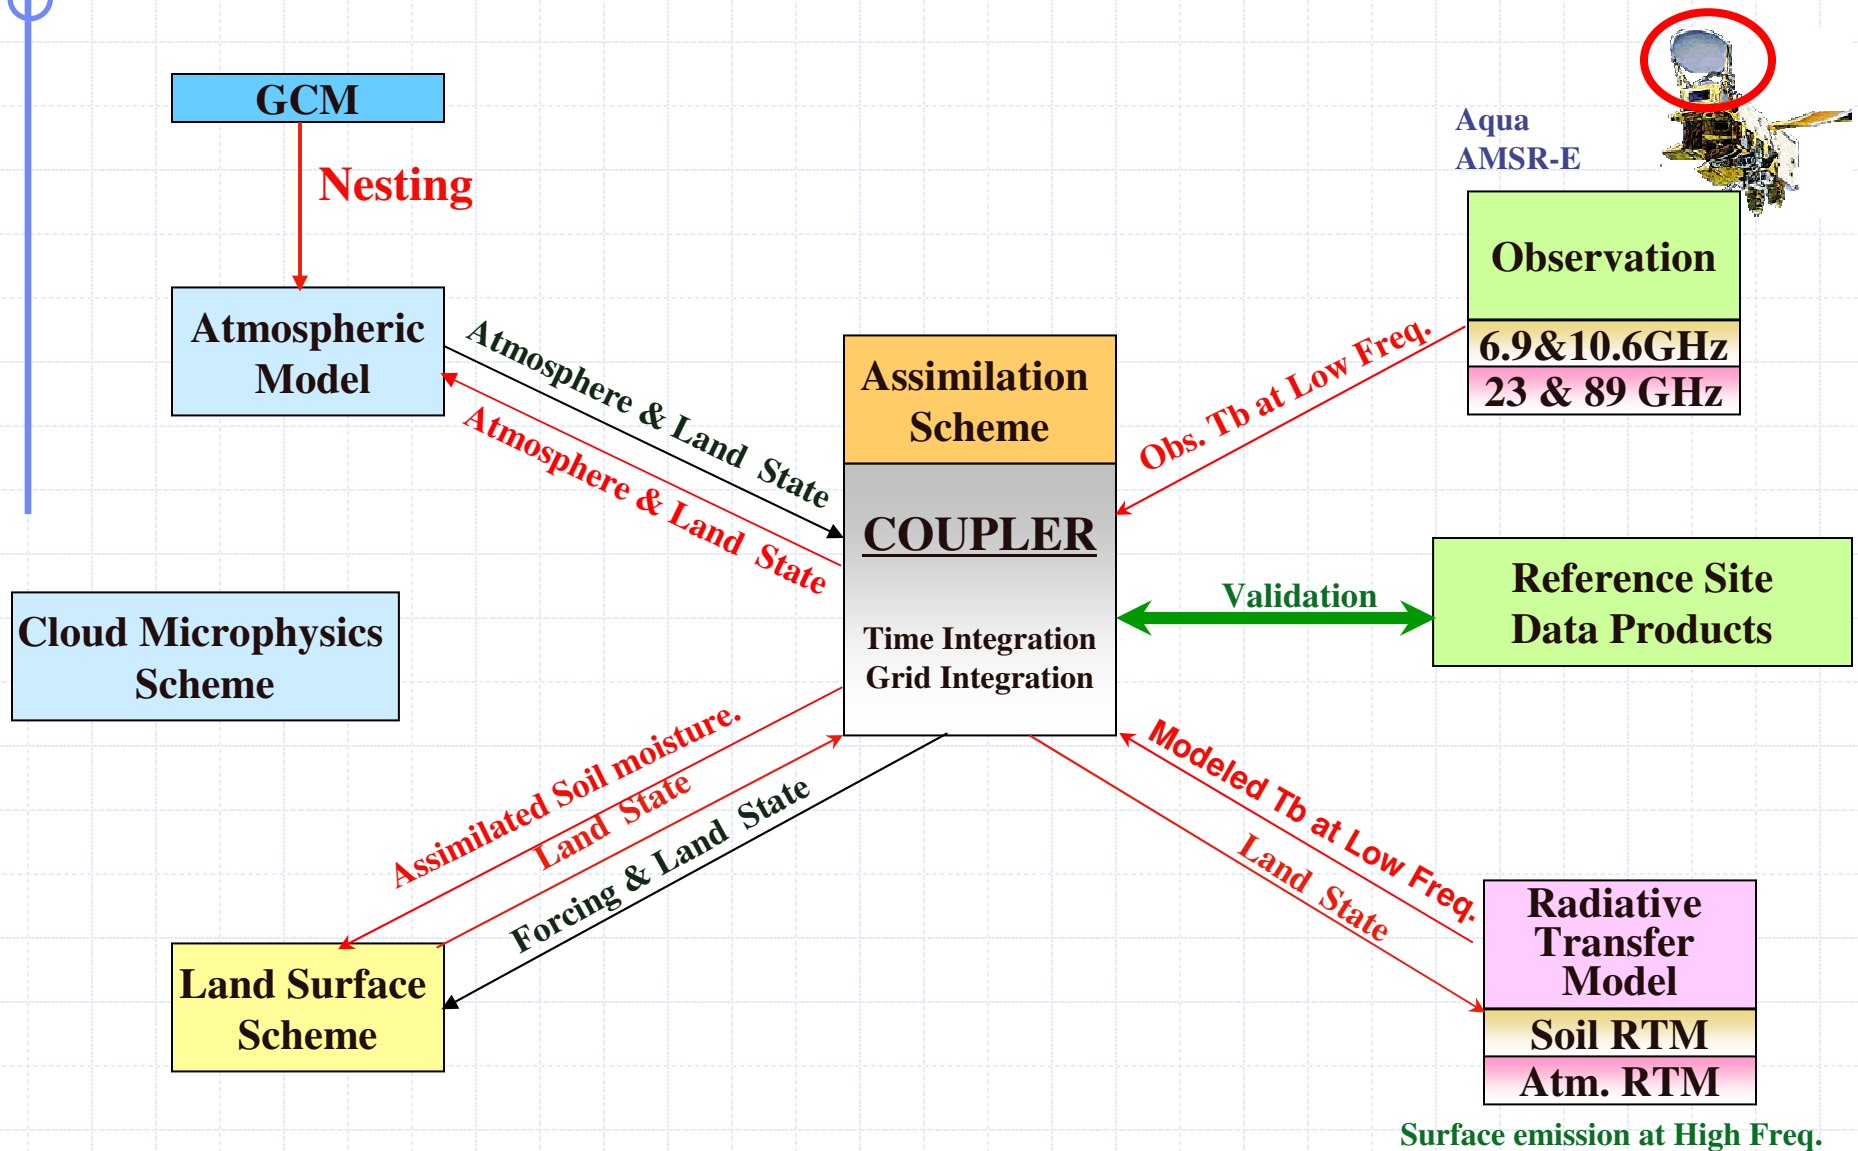 GCM
Nesting
Aqua
AMSR-E
Observation
6.9&10.6GHz
23 & 89 GHz
Atmospheric
Model
Atmosphere & Land State
Atmosphere & Land State
Assimilation
Scheme
Obs. Tb at Low Freq.
COUPLER
Time Integration
Grid Integration
Validation
Reference Site
Data Products
Cloud Microphysics
Scheme
Assimilated Soil moisture.
Land State
Forcing & Land State
Modeled Tb at Low Freq.
Land State
Land Surface
Scheme
Radiative
Transfer
Model
Soil RTM
Atm. RTM
Surface emission at High Freq.